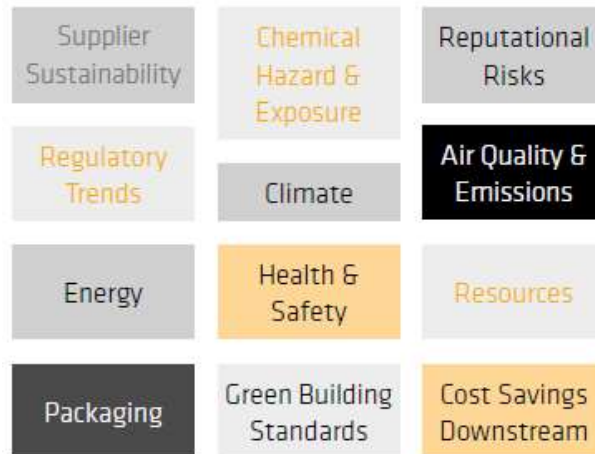 Supplier
Sustainability
Chemical
Hazard &
Exposure
Reputational
Risks
Regulatory
Trends
Climate
Air Quality &
Emissions
Energy
Health &
Safety
Resources
Packaging
Green Building
Standards
Cost Savings
Downstream